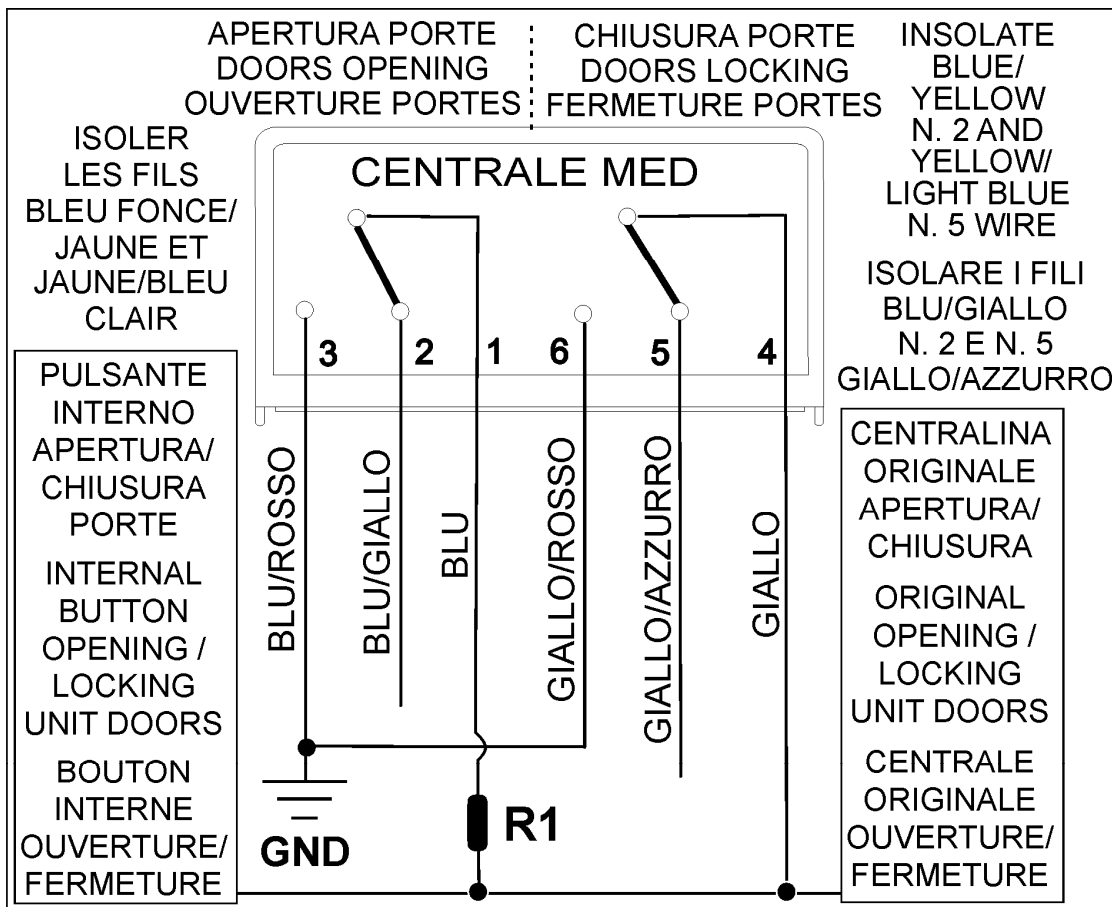 APERTURA PORTE
DOORS OPENING
OUVERTURE PORTES
CHIUSURA PORTE
DOORS LOCKING
FERMETURE PORTES
INSOLATE
BLUE/
YELLOW
N. 2 AND
YELLOW/
LIGHT BLUE
N. 5 WIRE
ISOLER
LES FILS
BLEU FONCE/
JAUNE ET
JAUNE/BLEU
CLAIR
CENTRALE MED
ISOLARE I FILI
BLU/GIALLO
N. 2 E N. 5
GIALLO/AZZURRO
3 2 1 6 5 4
PULSANTE
INTERNO
APERTURA/
CHIUSURA
PORTE
INTERNAL
BUTTON
OPENING /
LOCKING
UNIT DOORS
BOUTON
INTERNE
OUVERTURE/
FERMETURE
BLU/ROSSO
BLU/GIALLO
BLU
GIALLO/ROSSO
GIALLO/AZZURRO
GIALLO
GND
R1
CENTRALINA
ORIGINALE
APERTURA/
CHIUSURA
ORIGINAL
OPENING /
LOCKING
UNIT DOORS
CENTRALE
ORIGINALE
OUVERTURE/
FERMETURE